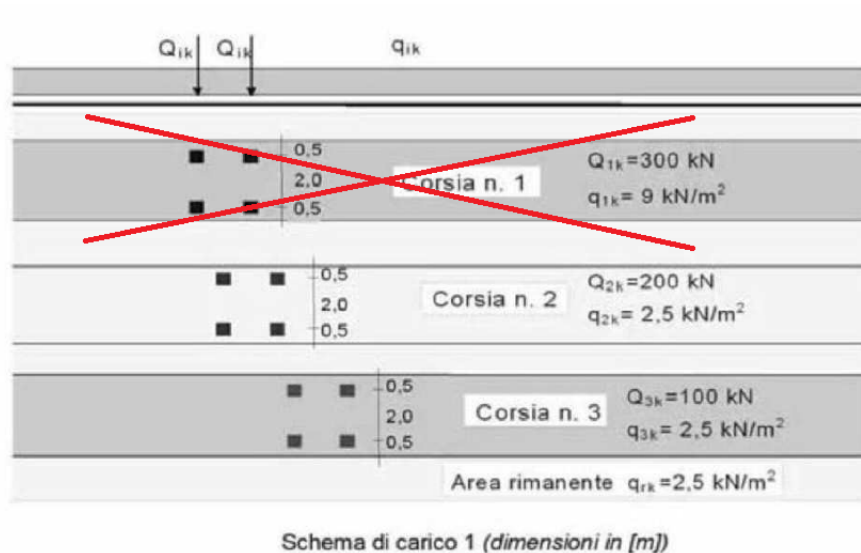 Qik Qik qik
0,5
2,0
0,5
Corsia n. 1
Q1k=300 kN
q1k= 9 kN/m²
0,5
2,0
0,5
Corsia n. 2
Q2k=200 kN
q2k= 2,5 kN/m²
0,5
2,0
0,5
Corsia n. 3
Q3k=100 kN
q3k= 2,5 kN/m²
Area rimanente qrk=2,5 kN/m²
Schema di carico 1 (dimensioni in [m])